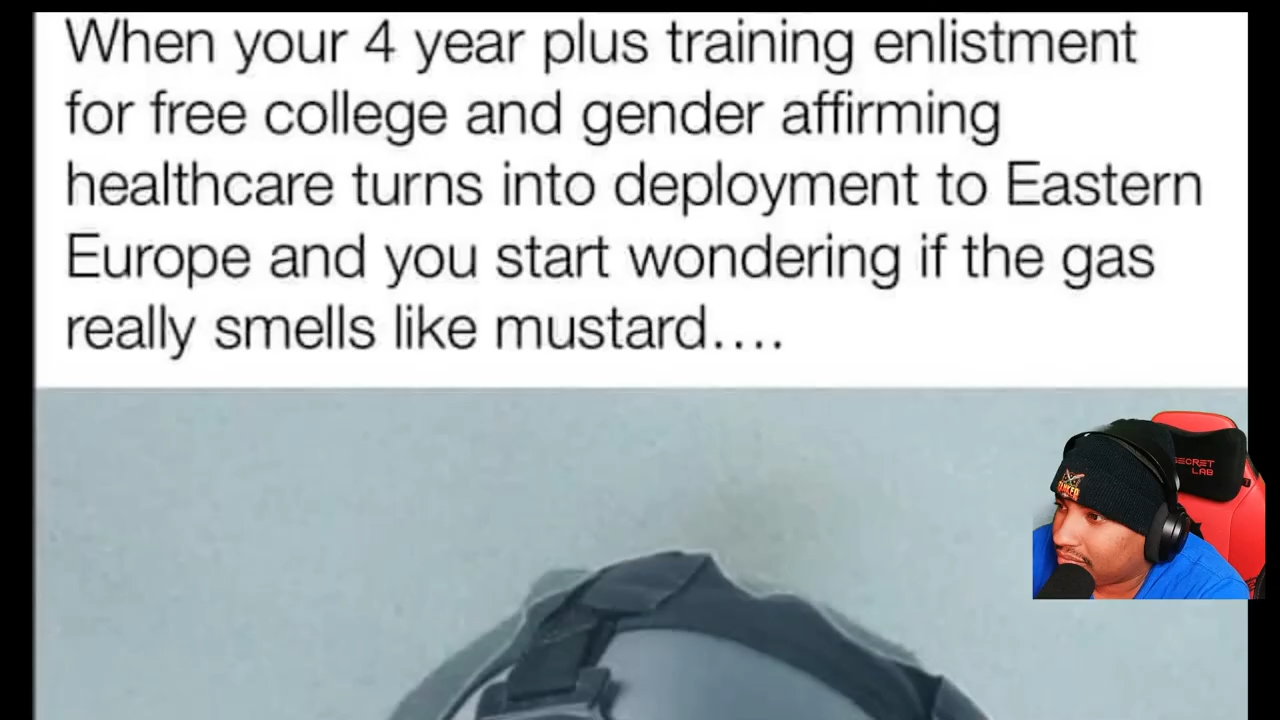 When your 4 year plus training enlistment
for free college and gender affirming
healthcare turns into deployment to Eastern
Europe and you start wondering if the gas
really smells like mustard....
SECRET
LAB